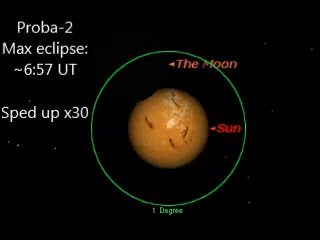 Proba-2
Max eclipse:
~6:57 UT
Sped up x30
The Moon
Sun
1 Degree